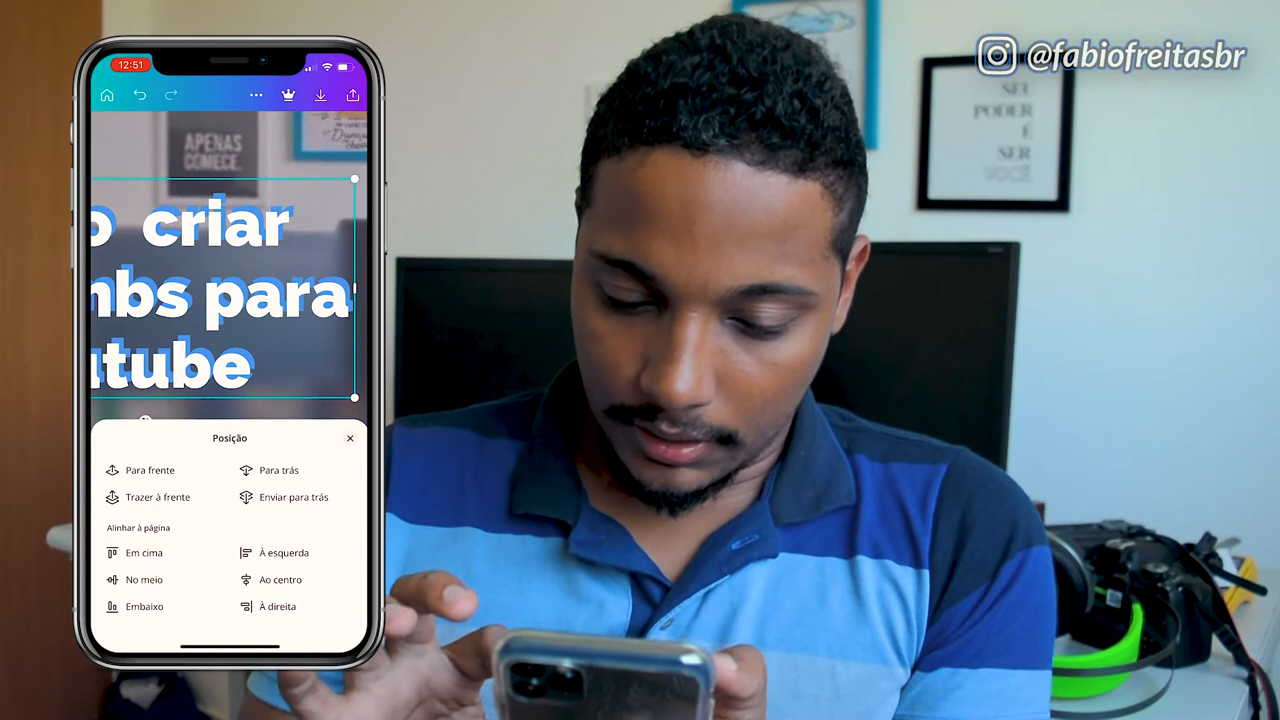 12:51
APENAS
COMECE.
o criar
mbs para
utube
Posição
Para frente
Para trás
Trazer à frente
Enviar para trás
Alinhar à página
Em cima
À esquerda
No meio
Ao centro
Embaixo
À direita
@fabiofreitasbr
SEU
PODER
É
SER
VOCÊ